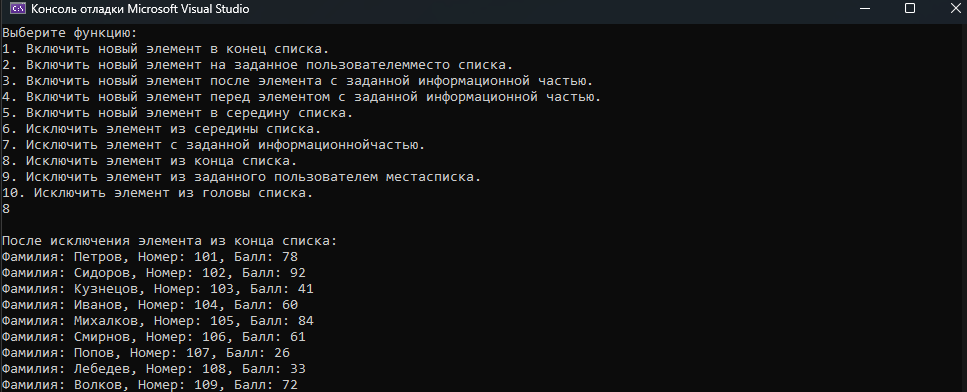 Консоль отладки Microsoft Visual Studio
Выберите функцию:
1. Включить новый элемент в конец списка.
2. Включить новый элемент на заданное пользователеммместо списка.
3. Включить новый элемент после элемента с заданной информационной частью.
4. Включить новый элемент перед элементом с заданной информационной частью.
5. Включить новый элемент в середину списка.
6. Исключить элемент из середины списка.
7. Исключить элемент с заданной информационнойчастью.
8. Исключить элемент из конца списка.
9. Исключить элемент из заданного пользователем местасписка.
10. Исключить элемент из головы списка.
8
После исключения элемента из конца списка:
Фамилия: Петров, Номер: 101, Балл: 78
Фамилия: Сидоров, Номер: 102, Балл: 92
Фамилия: Кузнецов, Номер: 103, Балл: 41
Фамилия: Иванов, Номер: 104, Балл: 60
Фамилия: Михалков, Номер: 105, Балл: 84
Фамилия: Смирнов, Номер: 106, Балл: 61
Фамилия: Попов, Номер: 107, Балл: 26
Фамилия: Лебедев, Номер: 108, Балл: 33
Фамилия: Волков, Номер: 109, Балл: 72